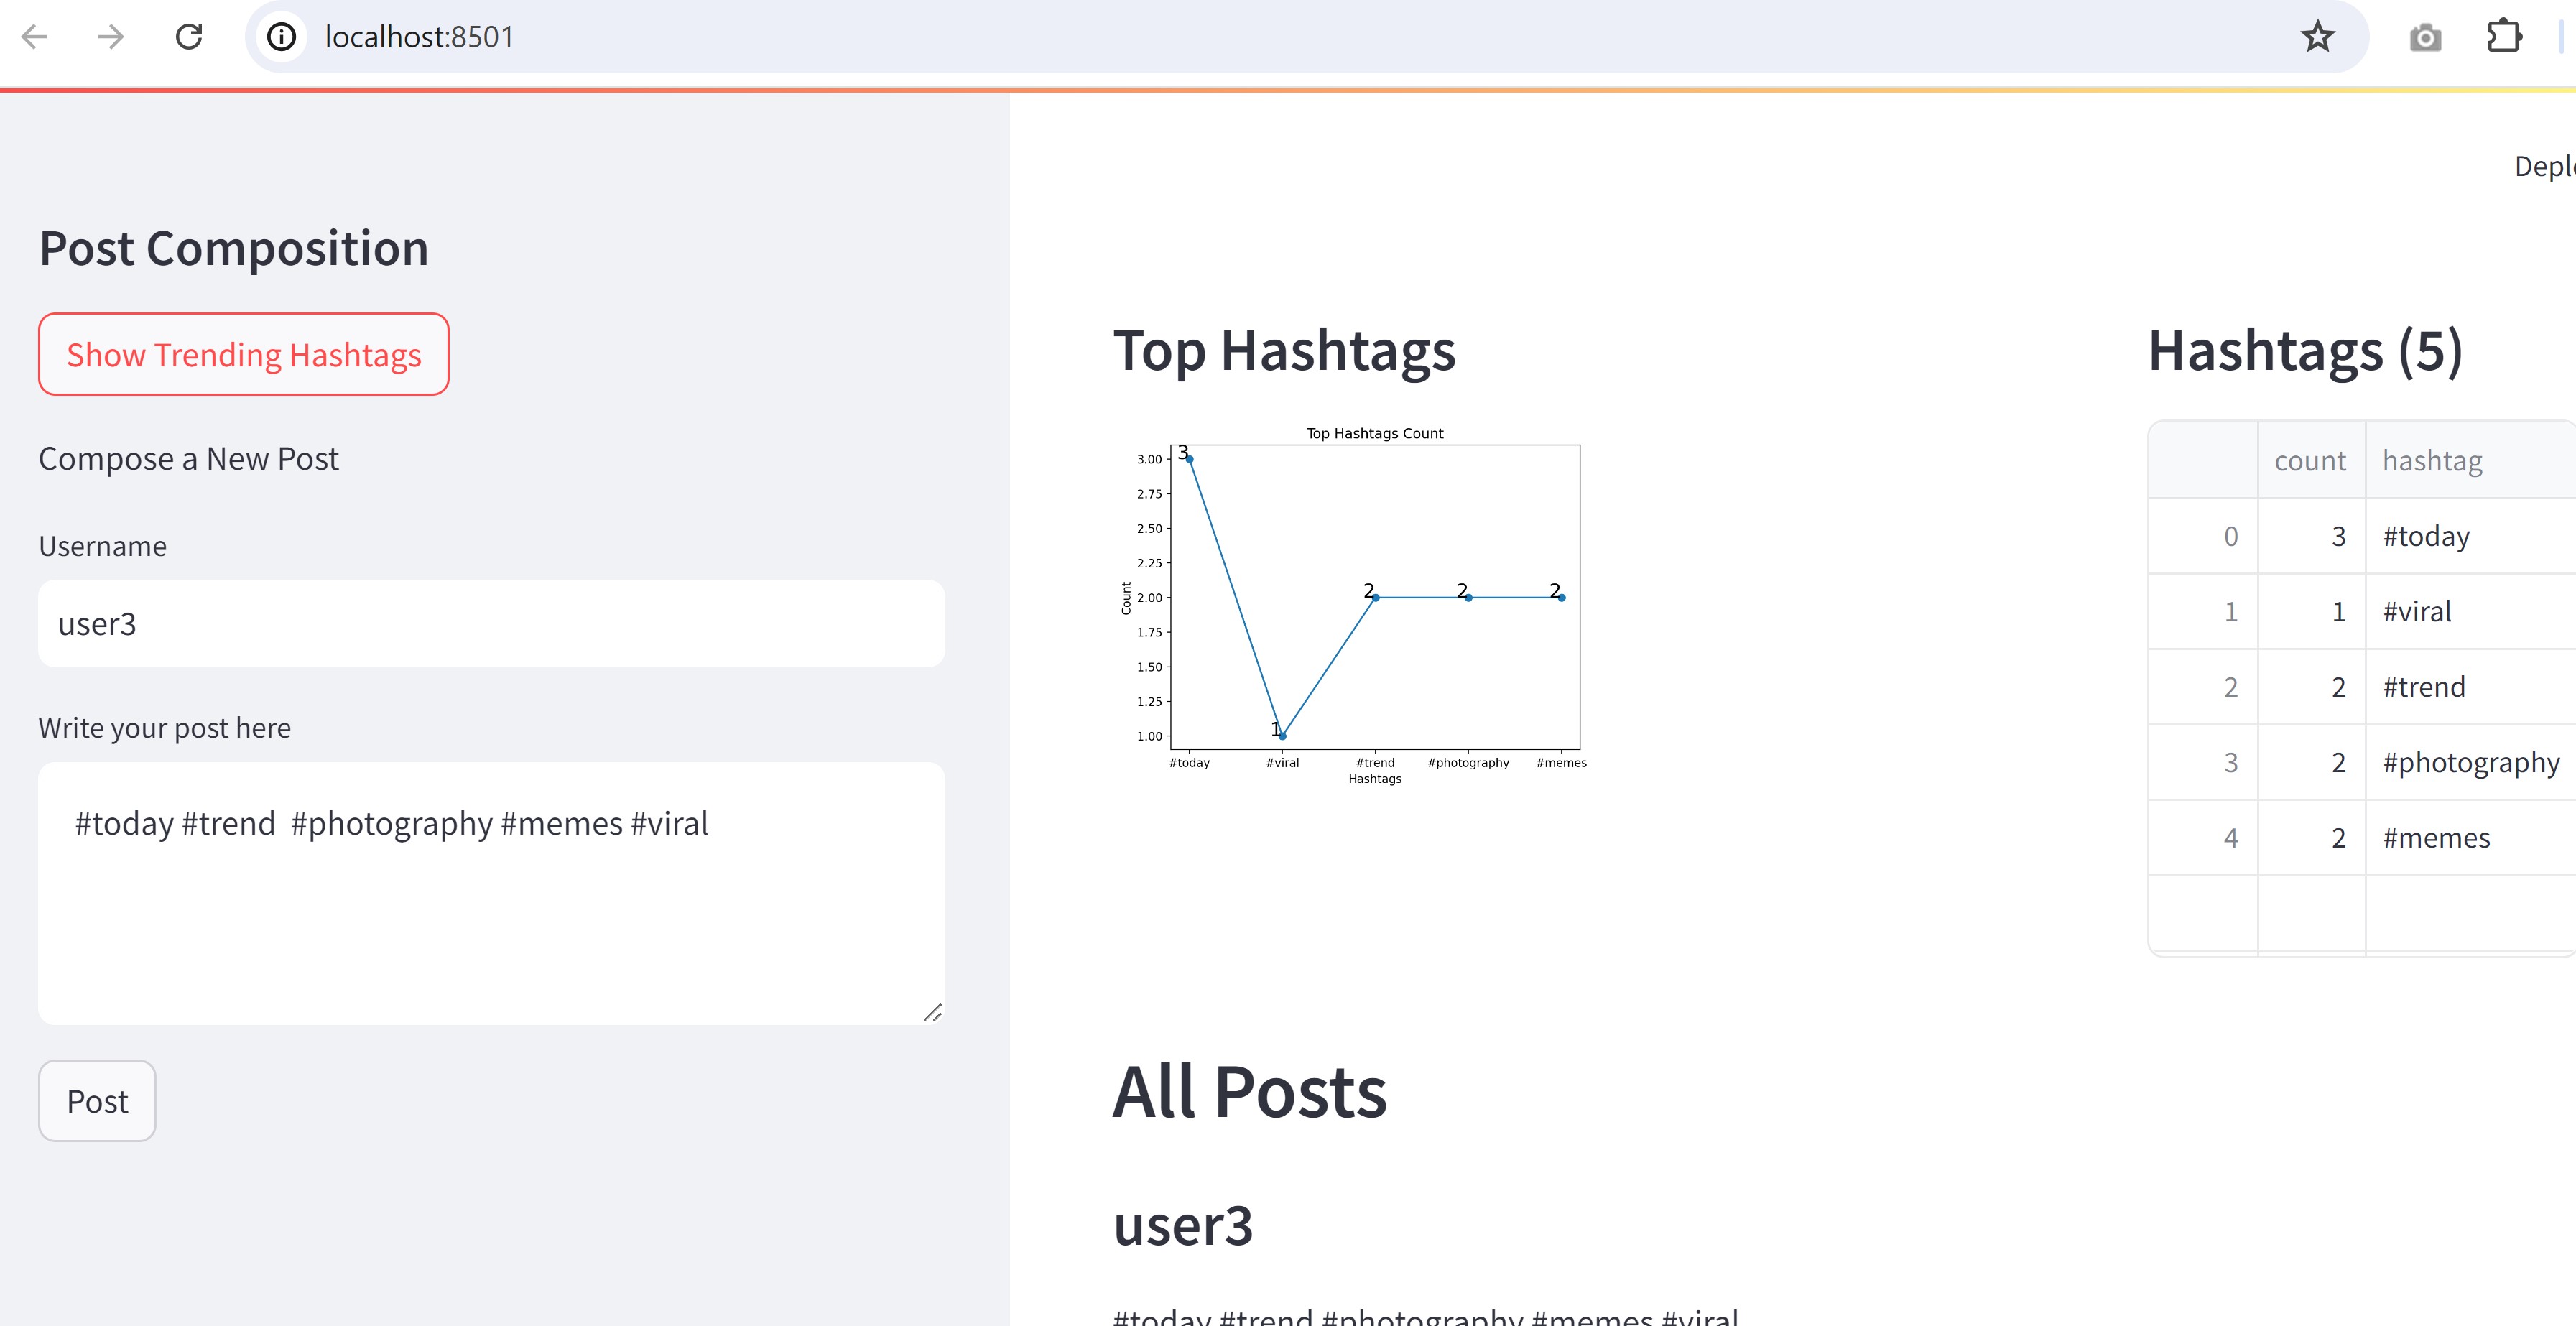 localhost:8501
Post Composition
Show Trending Hashtags
Compose a New Post
Username
user3
Write your post here
#today #trend  #photography #memes #viral
Post
Top Hashtags
Top Hashtags Count
3.00
2.75
2.50
2.25
2.00
1.75
1.50
1.25
1.00
Count
3
1
2
2
2
#today #viral #trend #photography #memes
Hashtags
Hashtags (5)
count hashtag
0 3 #today
1 1 #viral
2 2 #trend
3 2 #photography
4 2 #memes
All Posts
user3
#today #trend #photography #memes #viral